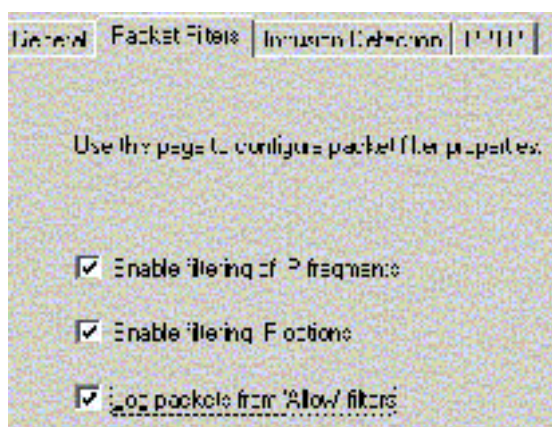 General Packet Filters Intrusion Detection PPTP
Use this page to configure packet filter properties.
Enable filtering of IP fragments
Enable filtering IP options
Log packets from 'Allow' filters